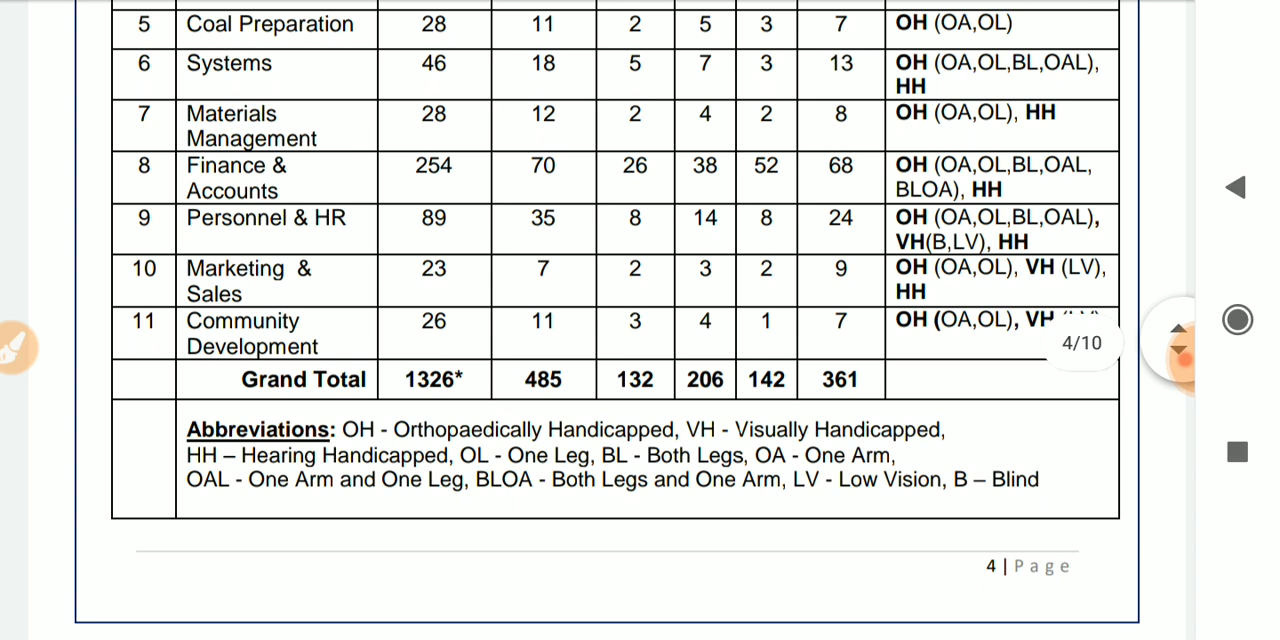 5 Coal Preparation 28 11 2 5 3 7 OH (OA,OL)
6 Systems 46 18 5 7 3 13 OH (OA,OL,BL,OAL),
HH
7 Materials 28 12 2 4 2 8 OH (OA,OL), HH
Management
8 Finance & 254 70 26 38 52 68 OH (OA,OL,BL,OAL,
Accounts BLOA), HH
9 Personnel & HR 89 35 8 14 8 24 OH (OA,OL,BL,OAL),
VH(B,LV), HH
10 Marketing & 23 7 2 3 2 9 OH (OA,OL), VH (LV),
Sales HH
11 Community 26 11 3 4 1 7 OH (OA,OL), VH
Development
4/10
Grand Total 1326* 485 132 206 142 361
Abbreviations: OH - Orthopaedically Handicapped, VH - Visually Handicapped,
HH – Hearing Handicapped, OL - One Leg, BL - Both Legs, OA - One Arm,
OAL - One Arm and One Leg, BLOA - Both Legs and One Arm, LV - Low Vision, B – Blind
4 | Page